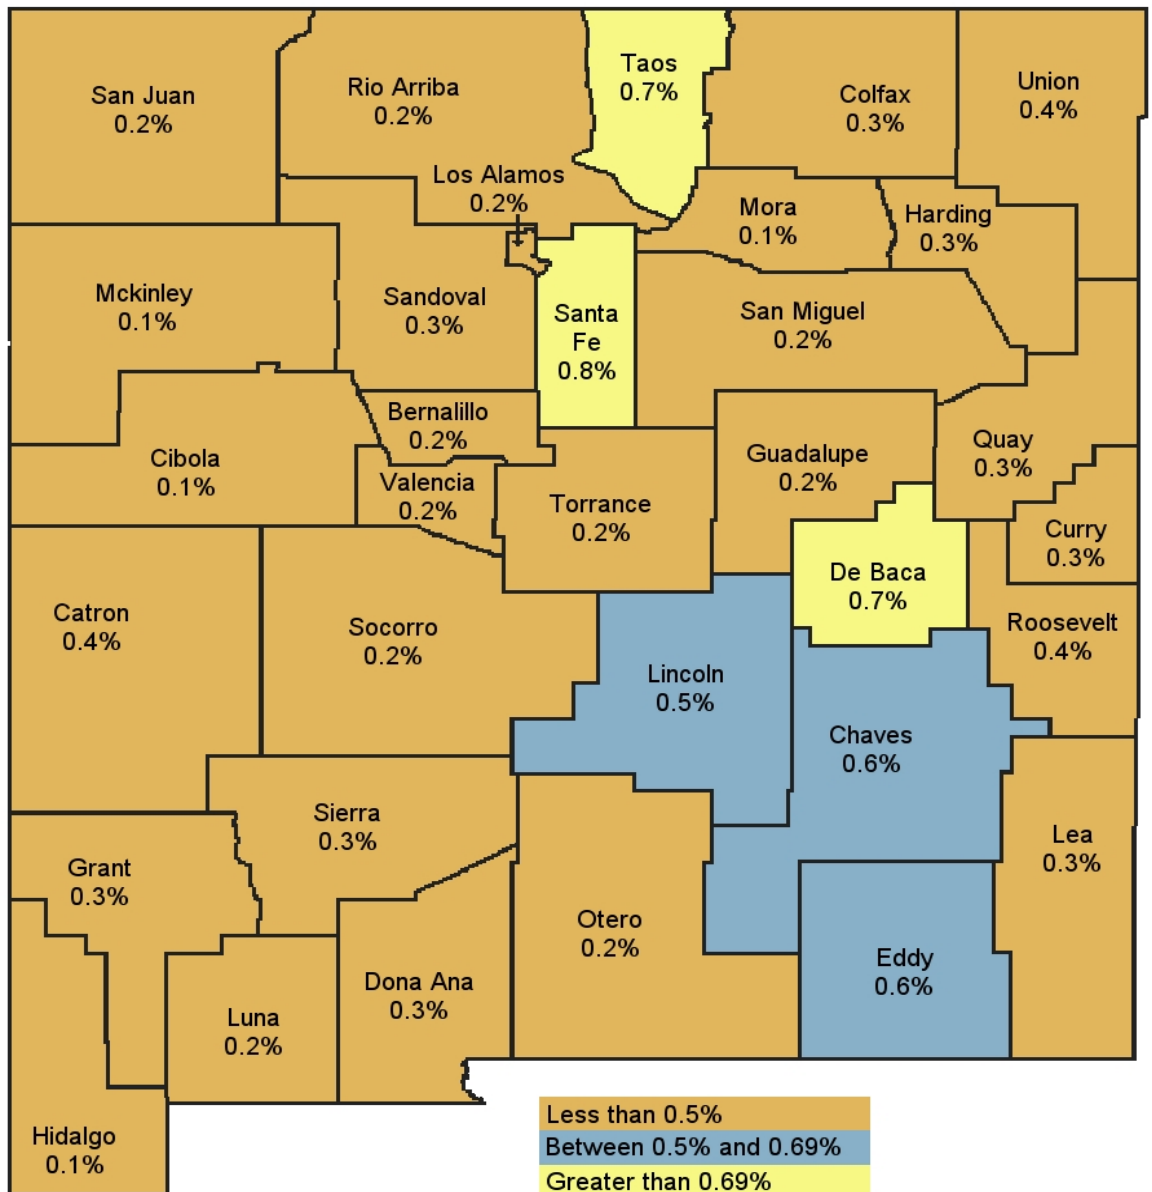 San Juan
0.2%
Rio Arriba
0.2%
Taos
0.7%
Colfax
0.3%
Union
0.4%
Los Alamos
0.2%
Mora
0.1%
Harding
0.3%
Mckinley
0.1%
Sandoval
0.3%
Santa
Fe
0.8%
San Miguel
0.2%
Bernalillo
0.2%
Cibola
0.1%
Valencia
0.2%
Torrance
0.2%
Guadalupe
0.2%
Quay
0.3%
Curry
0.3%
De Baca
0.7%
Catron
0.4%
Socorro
0.2%
Lincoln
0.5%
Roosevelt
0.4%
Chaves
0.6%
Sierra
0.3%
Lea
0.3%
Grant
0.3%
Otero
0.2%
Eddy
0.6%
Dona Ana
0.3%
Luna
0.2%
Hidalgo
0.1%
Less than 0.5%
Between 0.5% and 0.69%
Greater than 0.69%